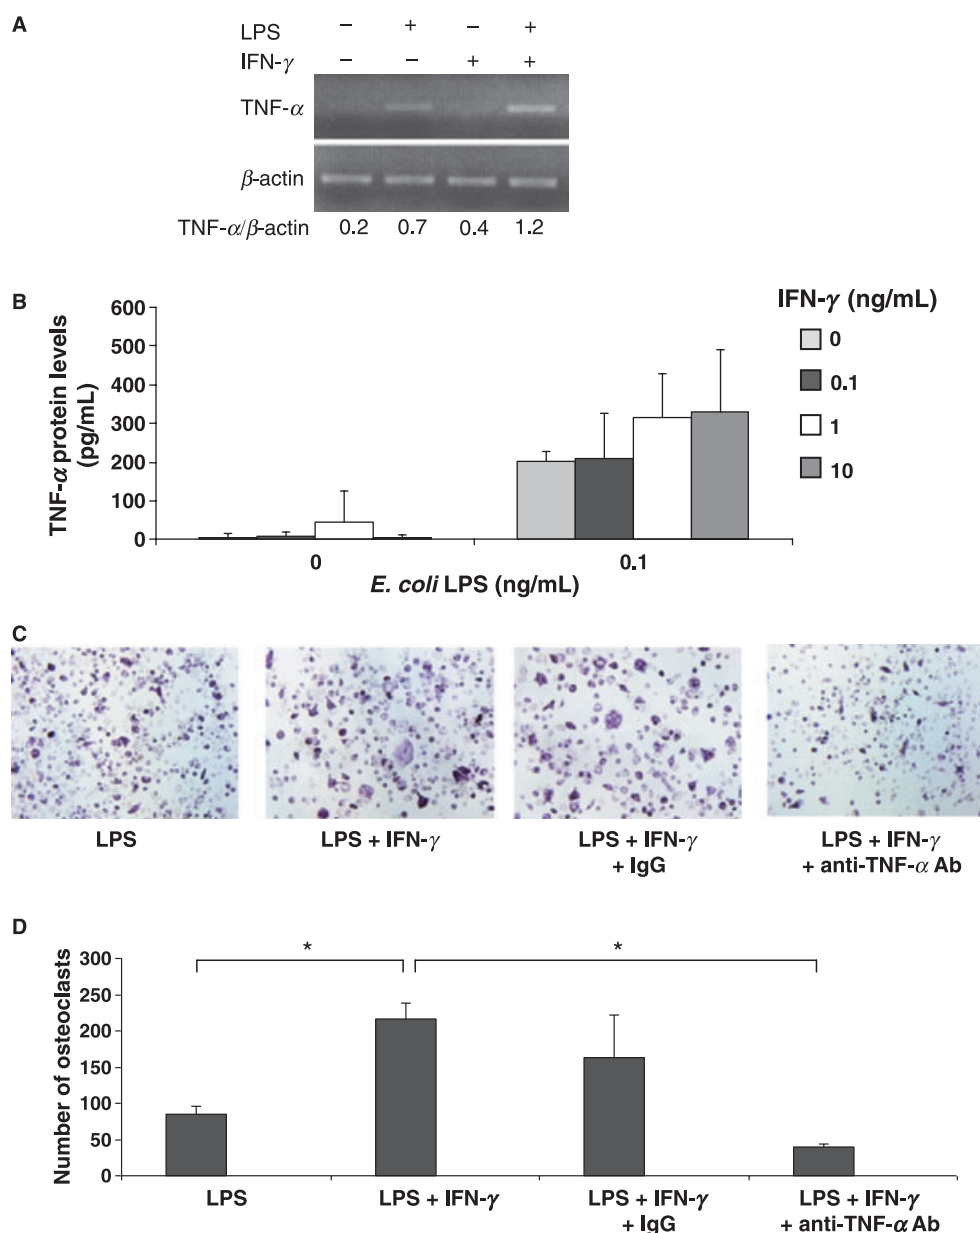 A
LPS − + − +
IFN-γ − − + +
TNF-α
β-actin
TNF-α/β-actin 0.2 0.7 0.4 1.2
B
TNF-α protein levels
(pg/mL)
600
500
400
300
200
100
0
0 0.1
E. coli LPS (ng/mL)
IFN-γ (ng/mL)
0
0.1
1
10
C
LPS
LPS + IFN-γ
LPS + IFN-γ
+ IgG
LPS + IFN-γ
+ anti-TNF-α Ab
D
Number of osteoclasts
300
250
200
150
100
50
0
* *
LPS
LPS + IFN-γ
LPS + IFN-γ
+ IgG
LPS + IFN-γ
+ anti-TNF-α Ab